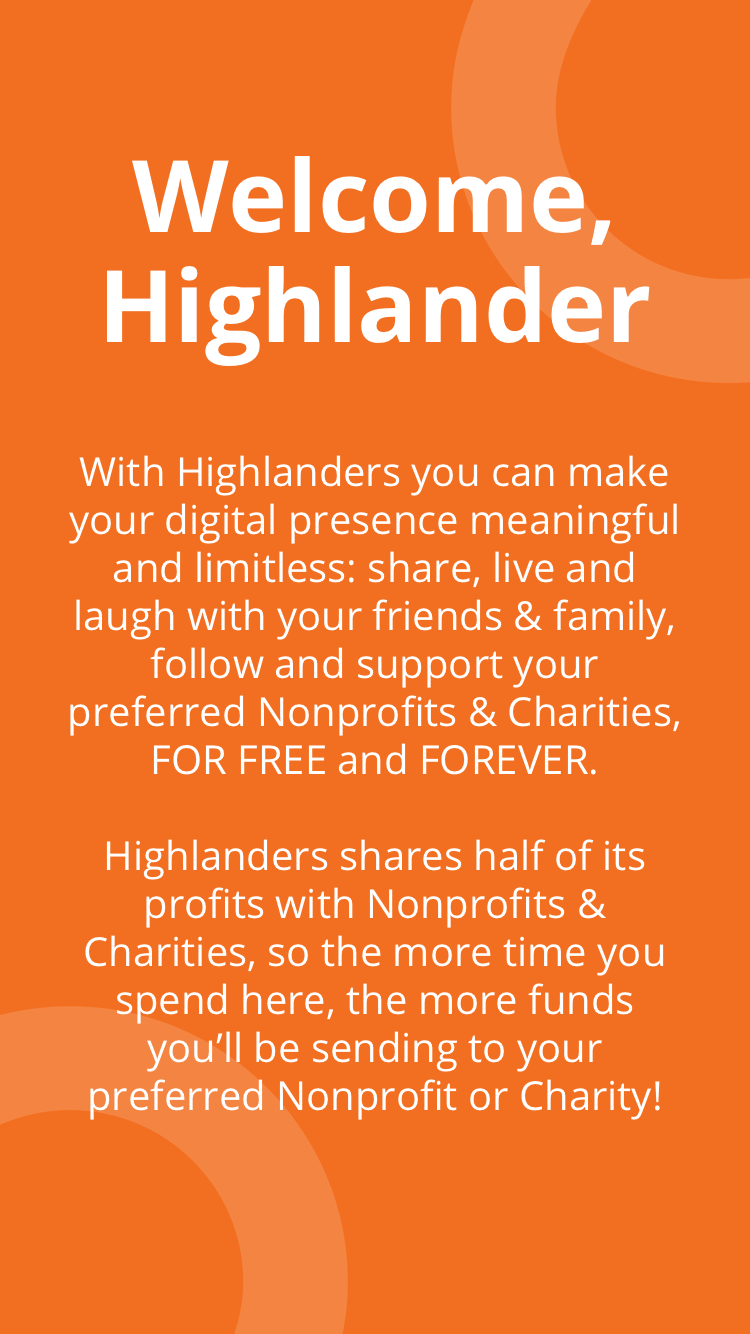 Welcome,
Highlander
With Highlanders you can make
your digital presence meaningful
and limitless: share, live and
laugh with your friends & family,
follow and support your
preferred Nonprofits & Charities,
FOR FREE and FOREVER.
Highlanders shares half of its
profits with Nonprofits &
Charities, so the more time you
spend here, the more funds
you’ll be sending to your
preferred Nonprofit or Charity!